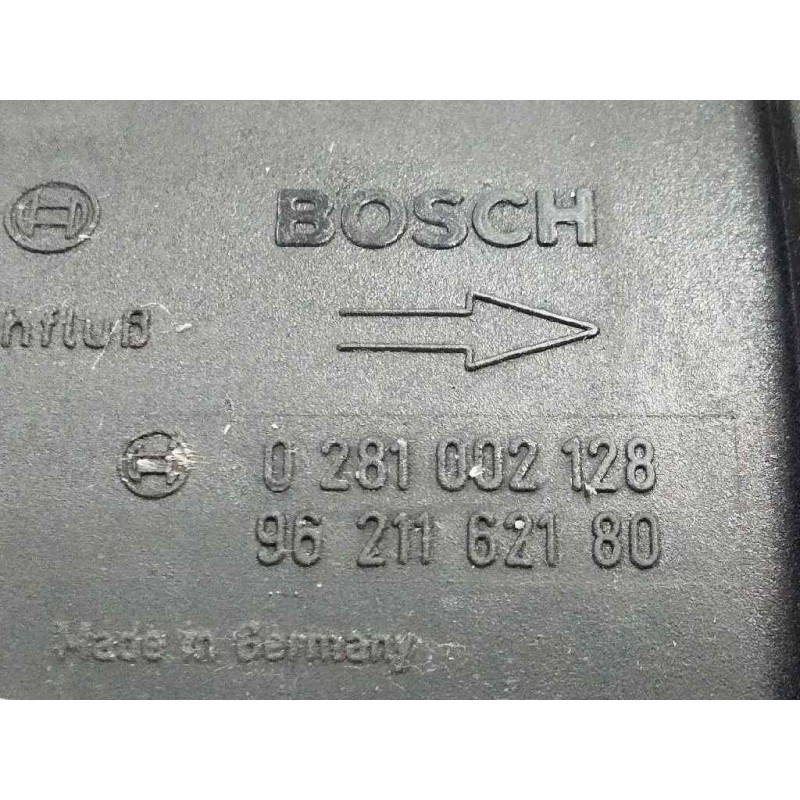 BOSCH
hfluß
0 281 002 128
96 211 621 80
Made in Germany